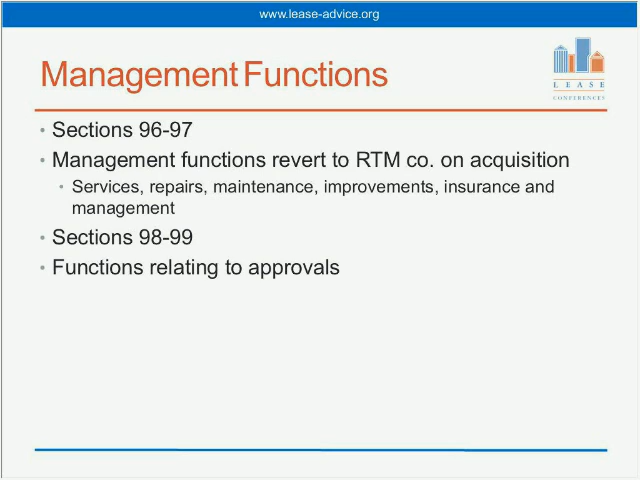 www.lease-advice.org
Management Functions
L E A S E
CONFERENCES
• Sections 96-97
• Management functions revert to RTM co. on acquisition
• Services, repairs, maintenance, improvements, insurance and
management
• Sections 98-99
• Functions relating to approvals